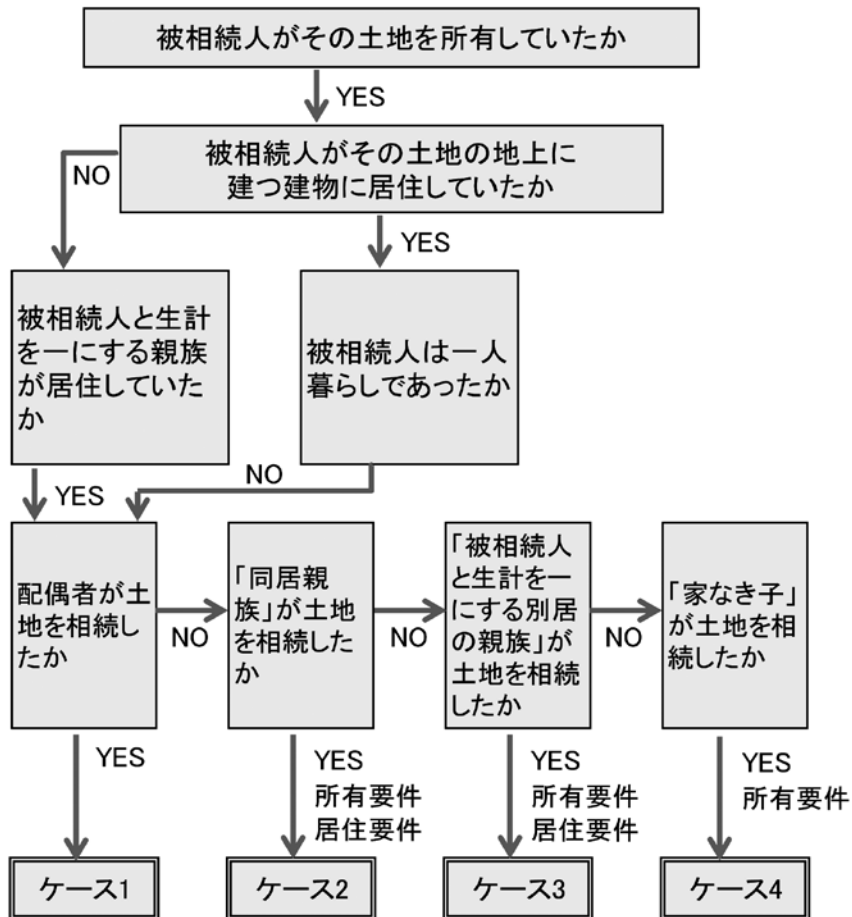 被相続人がその土地を所有していたか
YES
被相続人がその土地の地上に
建つ建物に居住していたか
NO
YES
被相続人と生計
を一にする親族
が居住していた
か
被相続人は一人
暮らしであったか
YES
NO
配偶者が土
地を相続し
たか
NO
「同居親
族」が土地
を相続した
か
NO
「被相続人
と生計を一
にする別居
の親族」が
土地を相続
したか
NO
「家なき子」
が土地を相
続したか
YES
YES
所有要件
居住要件
YES
所有要件
居住要件
YES
所有要件
ケース1
ケース2
ケース3
ケース4